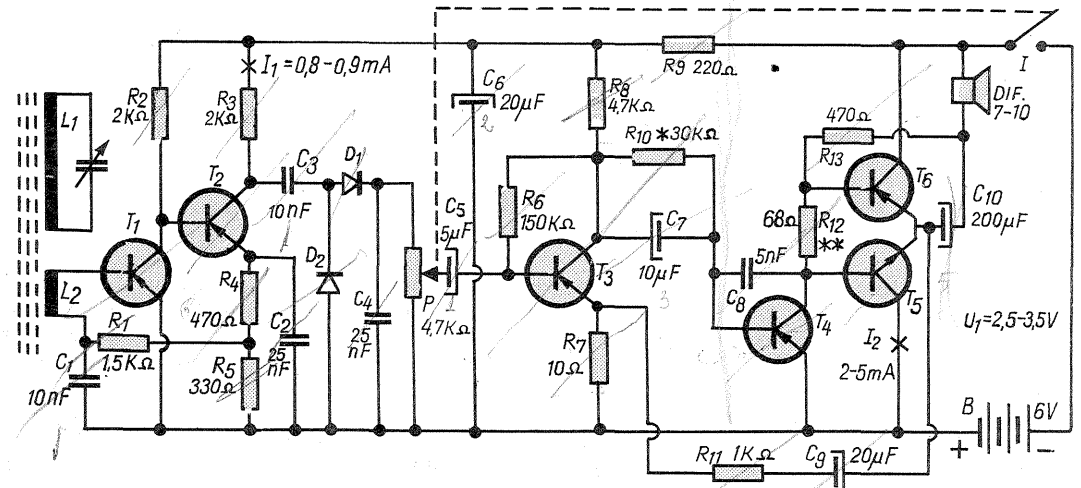 I1 = 0,8-0,9mA
R2
2KΩ
R3
2KΩ
L1
T2
C3
10nF
D1
T1
D2
L2
R4
470Ω
C2
25
nF
C4
25
nF
R1
1,5KΩ
C1
10nF
R5
330Ω
P
4,7KΩ
C5
5μF
C6
20μF
R8
4,7KΩ
R9 220Ω
R10 *30KΩ
R6
150KΩ
C7
10μF
T3
R7
10Ω
R11 1KΩ
C9 20μF
C8
5nF
T4
470Ω
R13
68Ω
R12
**
T6
T5
I2
2-5mA
C10
200μF
I
DIF.
7-10
U1=2,5-3,5V
B
6V
+
-